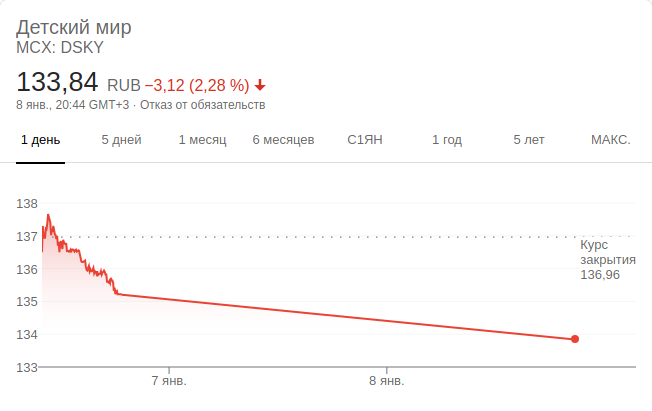 Детский мир
MCX: DSKY
133,84 RUB −3,12 (2,28 %)
8 янв., 20:44 GMT+3 · Отказ от обязательств
1 день 5 дней 1 месяц 6 месяцев С1ЯН 1 год 5 лет МАКС.
138
137
Курс
закрытия
136,96
136
135
134
133
7 янв. 8 янв.